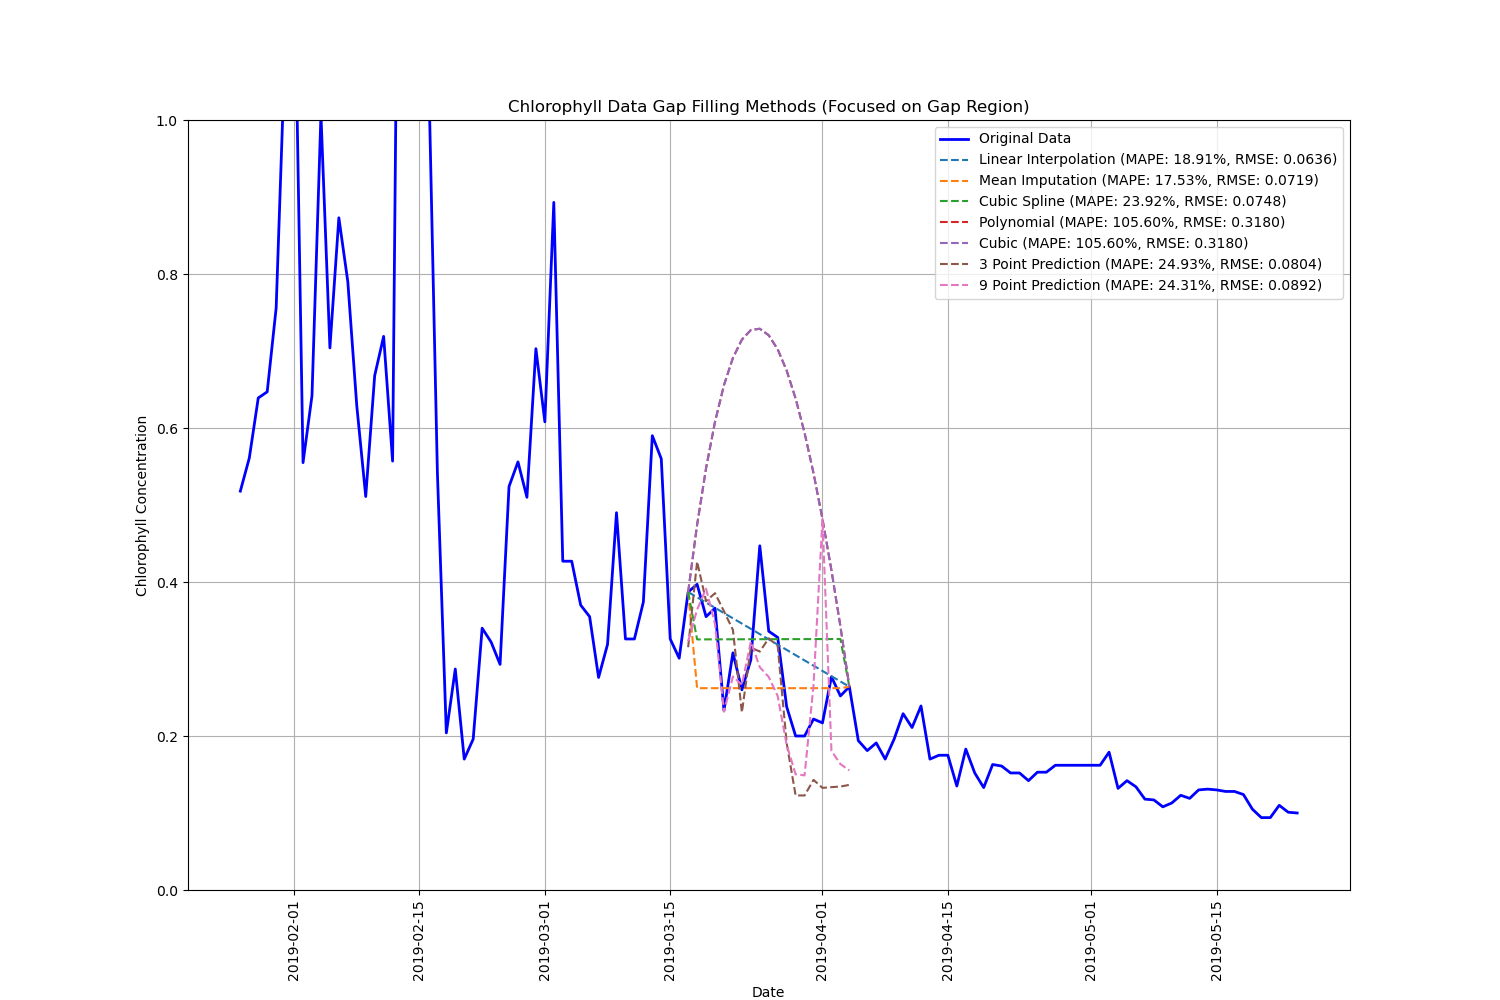 Chlorophyll Data Gap Filling Methods (Focused on Gap Region)
Original Data
Linear Interpolation (MAPE: 18.91%, RMSE: 0.0636)
Mean Imputation (MAPE: 17.53%, RMSE: 0.0719)
Cubic Spline (MAPE: 23.92%, RMSE: 0.0748)
Polynomial (MAPE: 105.60%, RMSE: 0.3180)
Cubic (MAPE: 105.60%, RMSE: 0.3180)
3 Point Prediction (MAPE: 24.93%, RMSE: 0.0804)
9 Point Prediction (MAPE: 24.31%, RMSE: 0.0892)
Chlorophyll Concentration
1.0
0.8
0.6
0.4
0.2
0.0
2019-02-01
2019-02-15
2019-03-01
2019-03-15
2019-04-01
2019-04-15
2019-05-01
2019-05-15
Date